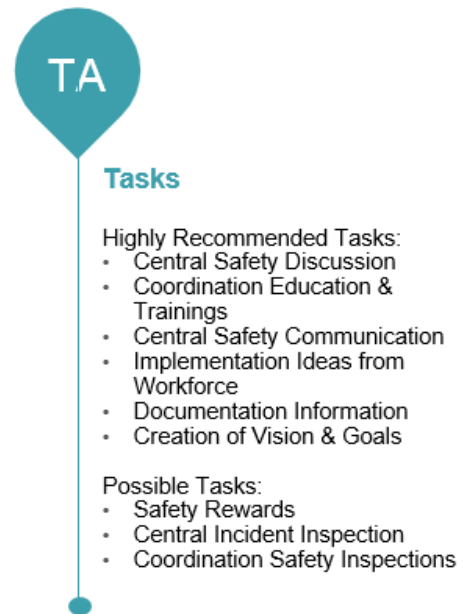 TA
Tasks
Highly Recommended Tasks:
• Central Safety Discussion
• Coordination Education &
Trainings
• Central Safety Communication
• Implementation Ideas from
Workforce
• Documentation Information
• Creation of Vision & Goals
Possible Tasks:
• Safety Rewards
• Central Incident Inspection
• Coordination Safety Inspections